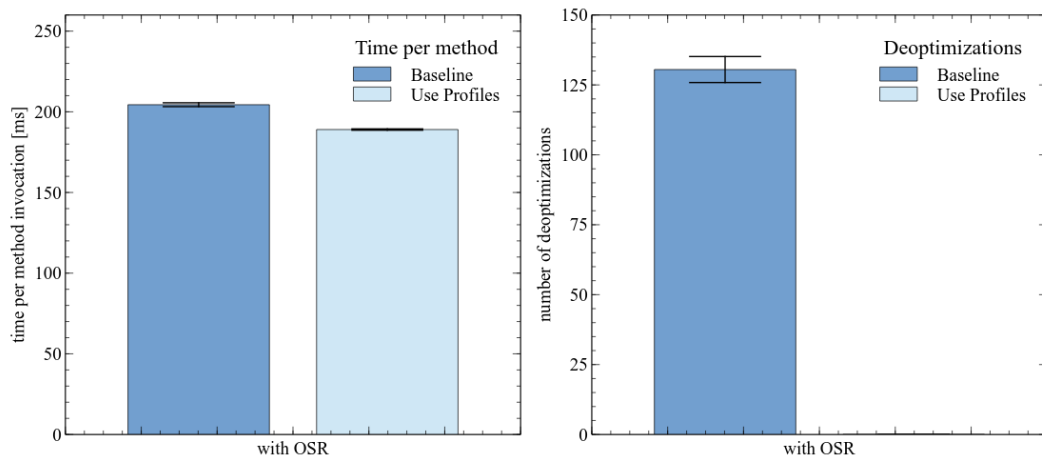 250
200
150
100
50
0
time per method invocation [ms]
Time per method
Baseline
Use Profiles
with OSR
150
125
100
75
50
25
0
number of deoptimizations
Deoptimizations
Baseline
Use Profiles
with OSR